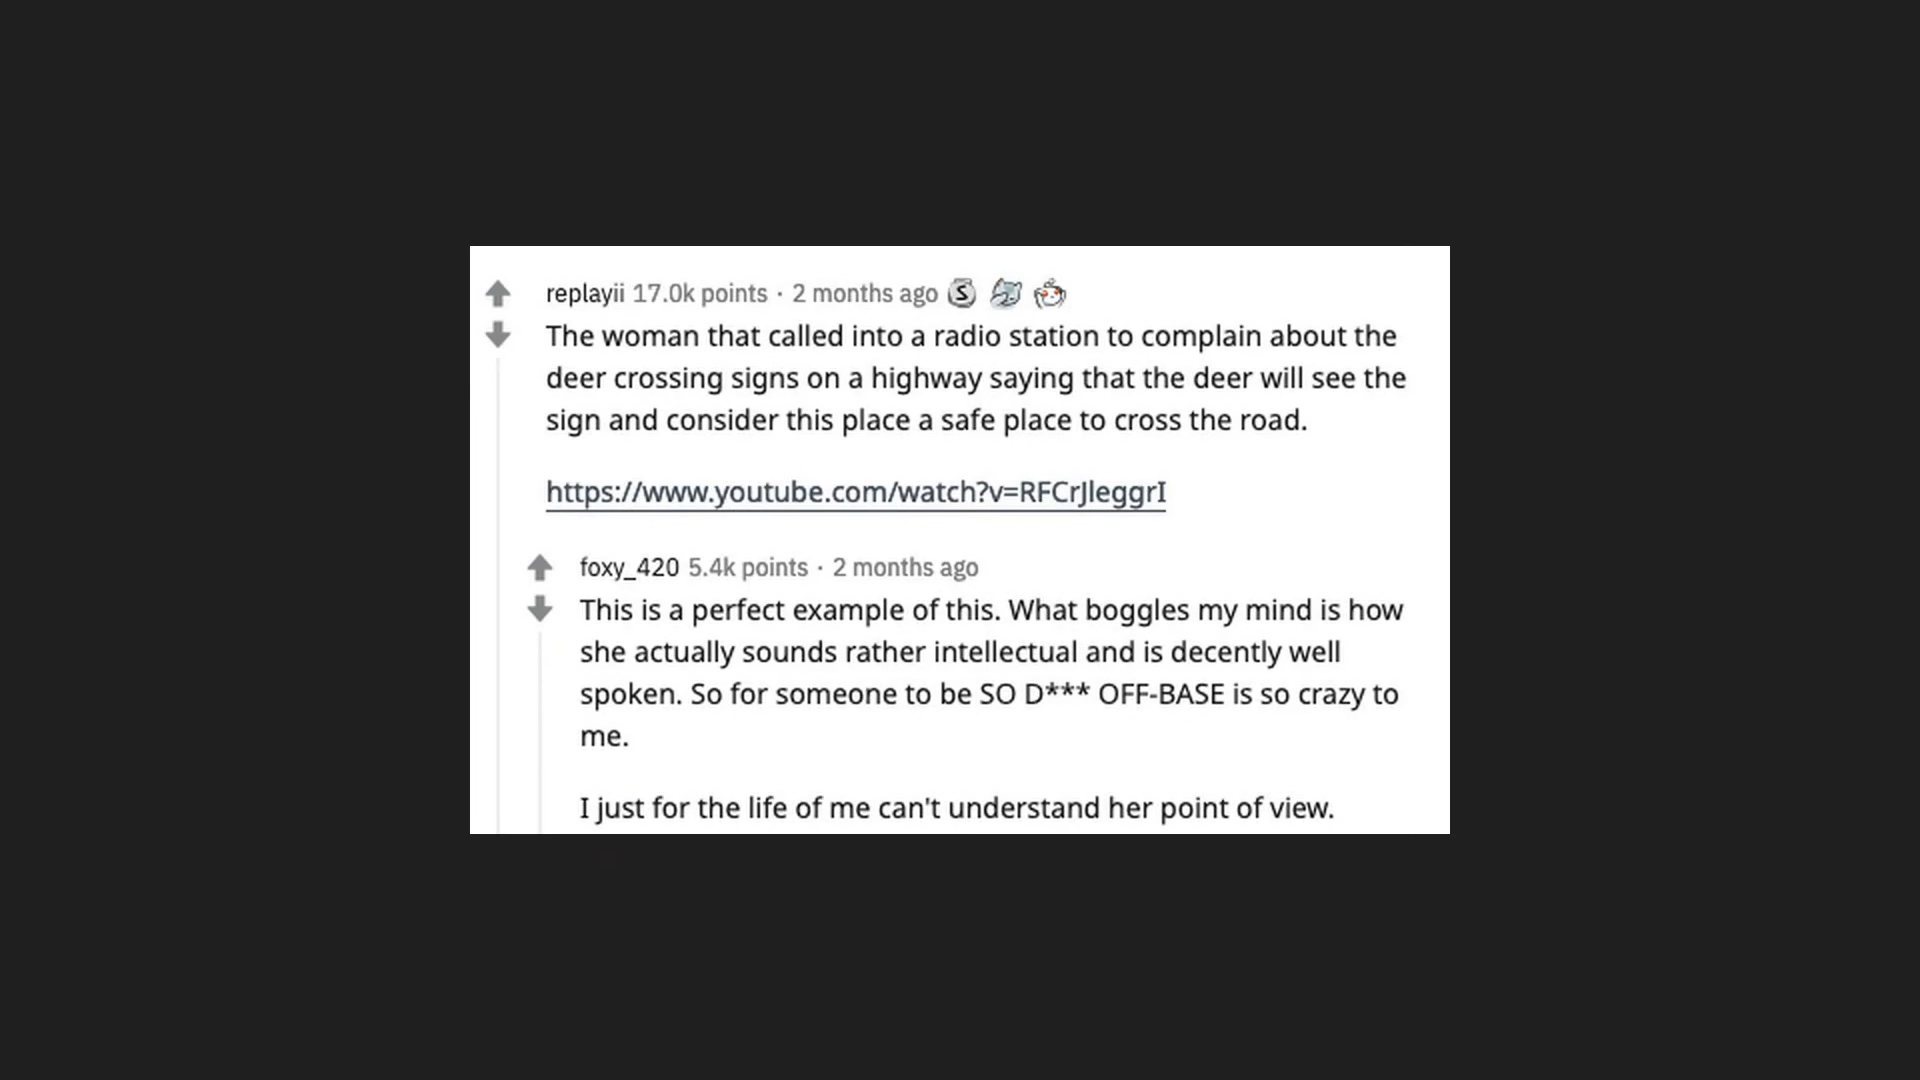 replayii 17.0k points · 2 months ago
The woman that called into a radio station to complain about the
deer crossing signs on a highway saying that the deer will see the
sign and consider this place a safe place to cross the road.
https://www.youtube.com/watch?v=RFCrJleggrI
foxy_420 5.4k points · 2 months ago
This is a perfect example of this. What boggles my mind is how
she actually sounds rather intellectual and is decently well
spoken. So for someone to be SO D*** OFF-BASE is so crazy to
me.
I just for the life of me can't understand her point of view.